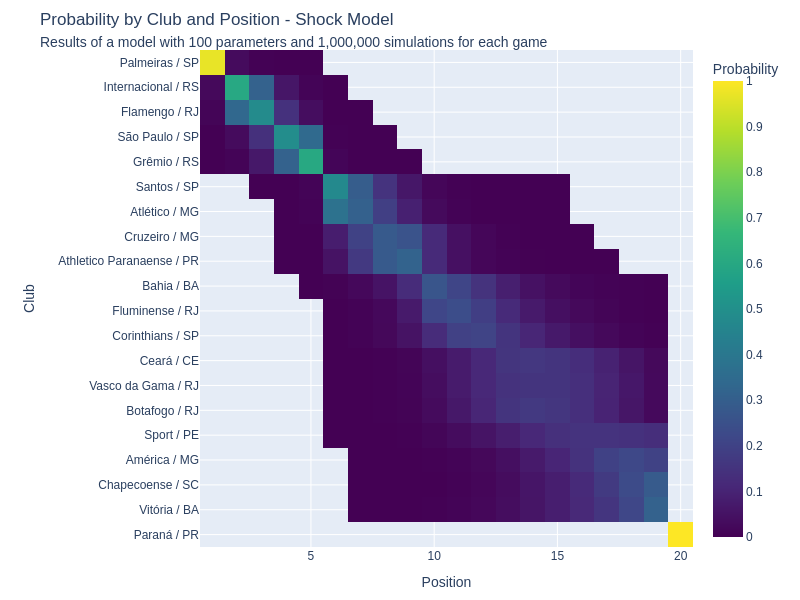 Probability by Club and Position - Shock Model
Results of a model with 100 parameters and 1,000,000 simulations for each game
Club
Palmeiras / SP
Internacional / RS
Flamengo / RJ
São Paulo / SP
Grêmio / RS
Santos / SP
Atlético / MG
Cruzeiro / MG
Athletico Paranaense / PR
Bahia / BA
Fluminense / RJ
Corinthians / SP
Ceará / CE
Vasco da Gama / RJ
Botafogo / RJ
Sport / PE
América / MG
Chapecoense / SC
Vitória / BA
Paraná / PR
5 10 15 20
Position
Probability
1
0.9
0.8
0.7
0.6
0.5
0.4
0.3
0.2
0.1
0